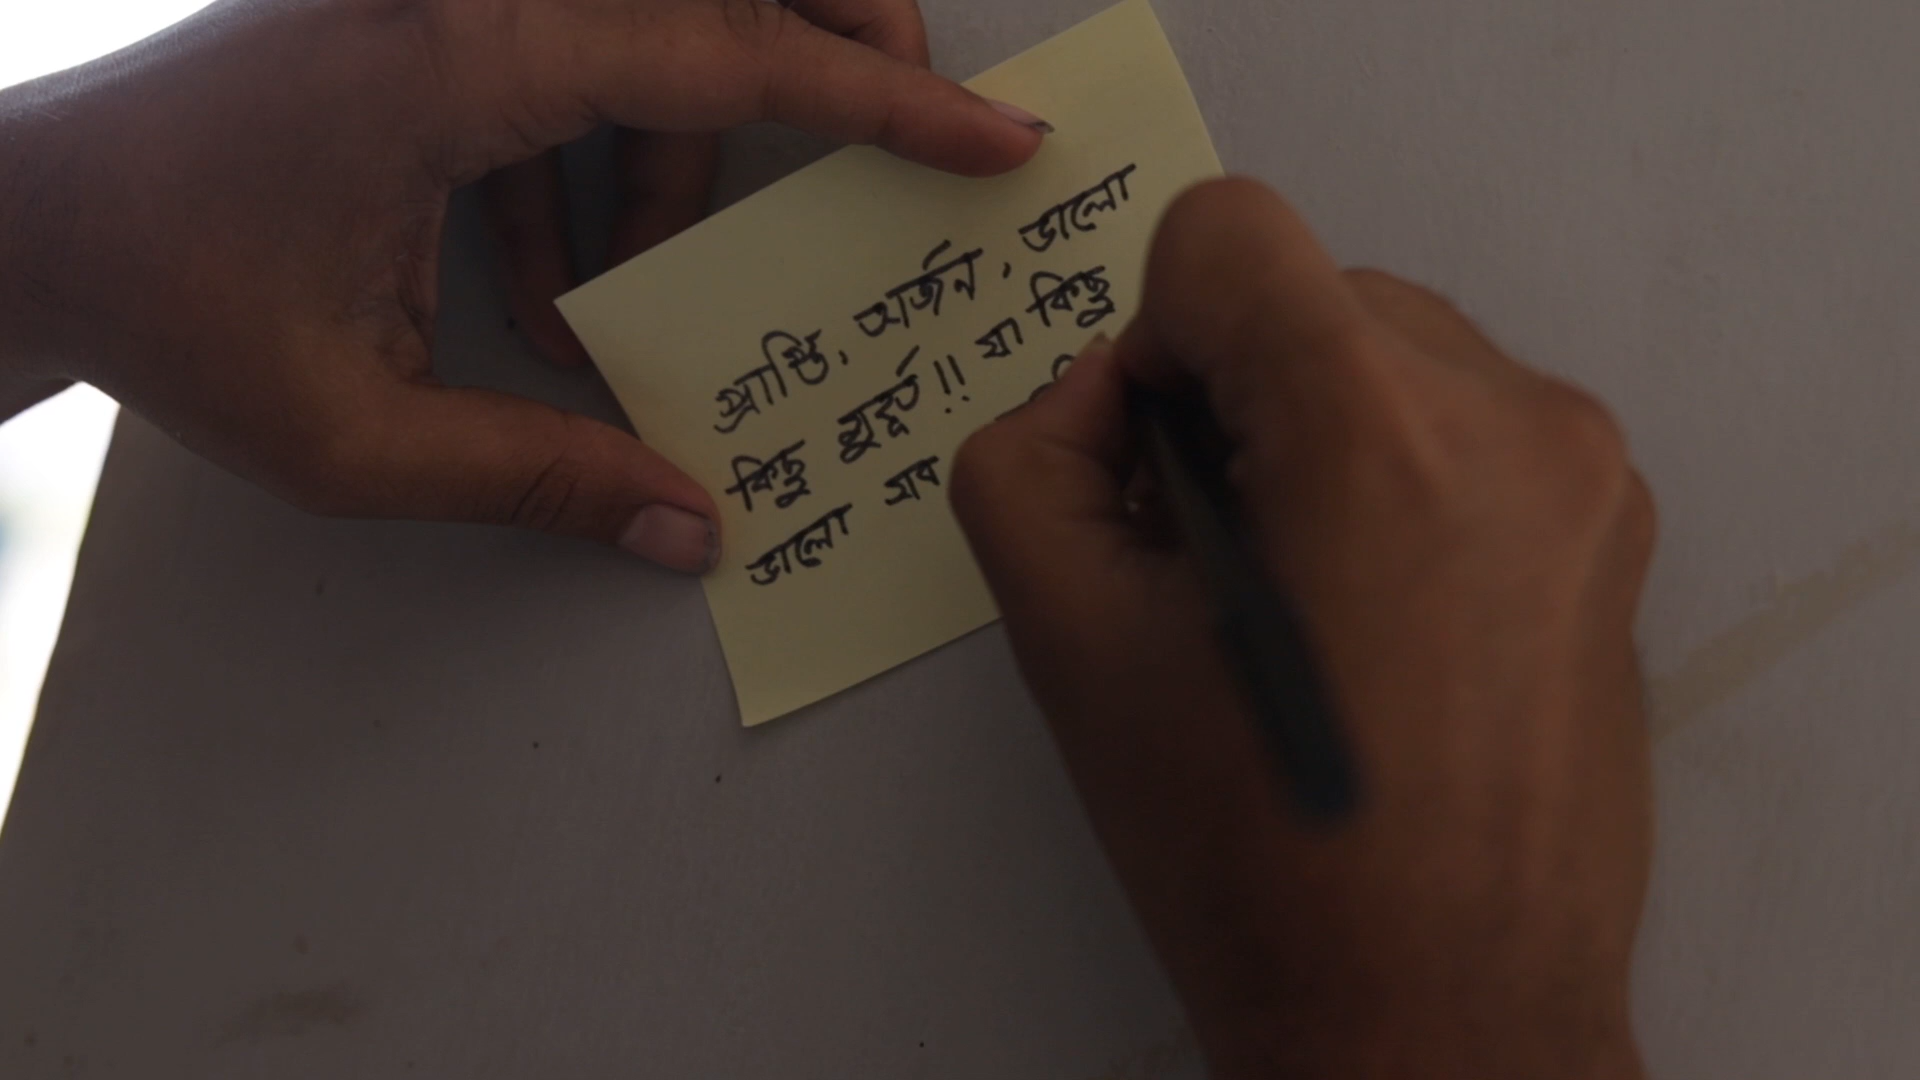 প্রাপ্তি, অর্জন, ভালো
কিছু মুহূর্ত!! যা কিছু
ভালো সব